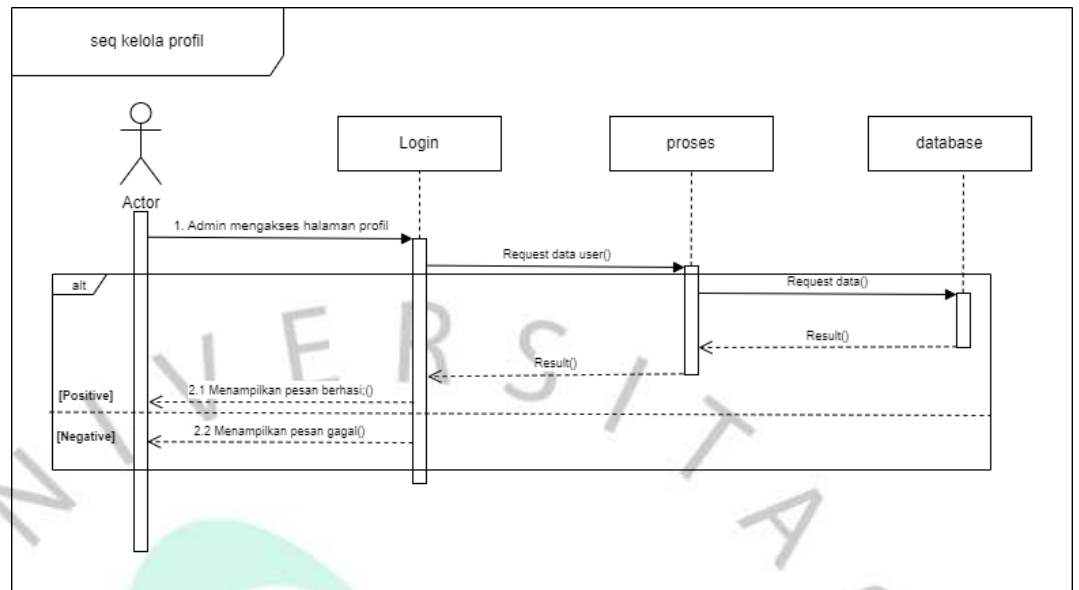 seq kelola profil
Actor
Login
proses
database
1. Admin mengakses halaman profil
Request data user()
alt
Request data()
Result()
Result()
[Positive]
2.1 Menampilkan pesan berhasi;()
[Negative]
2.2 Menampilkan pesan gagal()
NIVERSITA